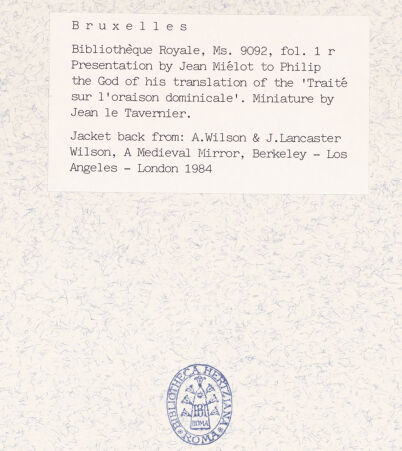 Bruxelles
Bibliothèque Royale, Ms. 9092, fol. 1 r
Presentation by Jean Miélot to Philip
the God of his translation of the 'Traité
sur l'oraison dominicale'. Miniature by
Jean le Tavernier.
Jacket back from: A.Wilson & J.Lancaster
Wilson, A Medieval Mirror, Berkeley - Los
Angeles - London 1984
BIBLIOTHECA HERTZIANA
ROMA
ROMA